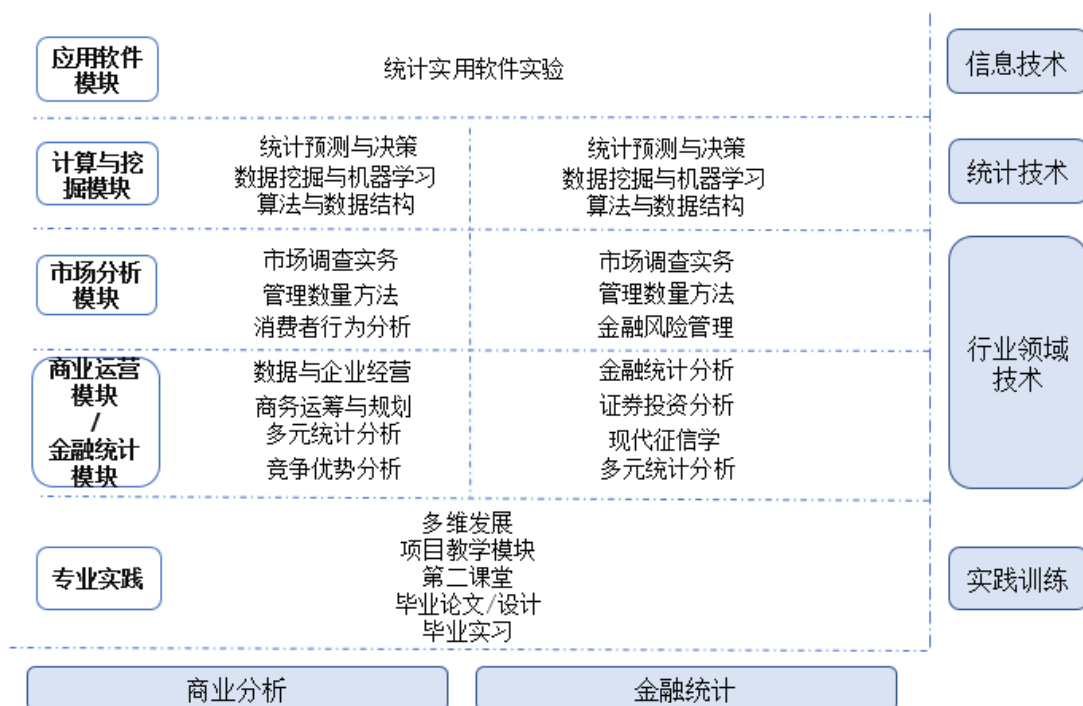 应用软件
模块
统计实用软件实验
信息技术
计算与挖
掘模块
统计预测与决策
数据挖掘与机器学习
算法与数据结构
统计预测与决策
数据挖掘与机器学习
算法与数据结构
统计技术
市场分析
模块
市场调查实务
管理数量方法
消费者行为分析
市场调查实务
管理数量方法
金融风险管理
商业运营
模块
/
金融统计
模块
数据与企业经营
商务运筹与规划
多元统计分析
竞争优势分析
金融统计分析
证券投资分析
现代征信学
多元统计分析
行业领域
技术
专业实践
多维发展
项目教学模块
第二课堂
毕业论文/设计
毕业实习
实践训练
商业分析
金融统计